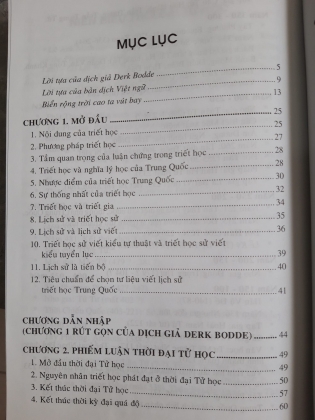 MỤC LỤC
Lời tựa của dịch giả Derk Bodde 5
Lời tựa của bản dịch Việt ngữ 9
Biển rộng trời cao ta vút bay 13
CHƯƠNG 1. MỞ ĐẦU 25
1. Nội dung của triết học 25
2. Phương pháp triết học 27
3. Tầm quan trọng của luận chứng trong triết học 28
4. Triết học và nghĩa lý học của Trung Quốc 28
5. Nhược điểm của triết học Trung Quốc 30
6. Sự thống nhất của triết học 32
7. Triết học và triết gia 34
8. Lịch sử và triết học sử 35
9. Lịch sử và lịch sử viết 36
10. Triết học sử viết kiểu tự thuật và triết học sử viết
kiểu tuyển lục 39
11. Lịch sử là tiến bộ 40
12. Tiêu chuẩn để chọn tư liệu viết lịch sử
triết học Trung Quốc 41
CHƯƠNG DẪN NHẬP
(CHƯƠNG 1 RÚT GỌN CỦA DỊCH GIẢ DERK BODDE) 44
CHƯƠNG 2. PHIẾM LUẬN THỜI ĐẠI TỬ HỌC 49
1. Mở đầu thời đại Tử học 49
2. Nguyên nhân triết học phát đạt ở thời đại Tử học 50
3. Kết thúc thời đại Tử học 57
4. Kết thúc thời kỳ đại quá độ 60